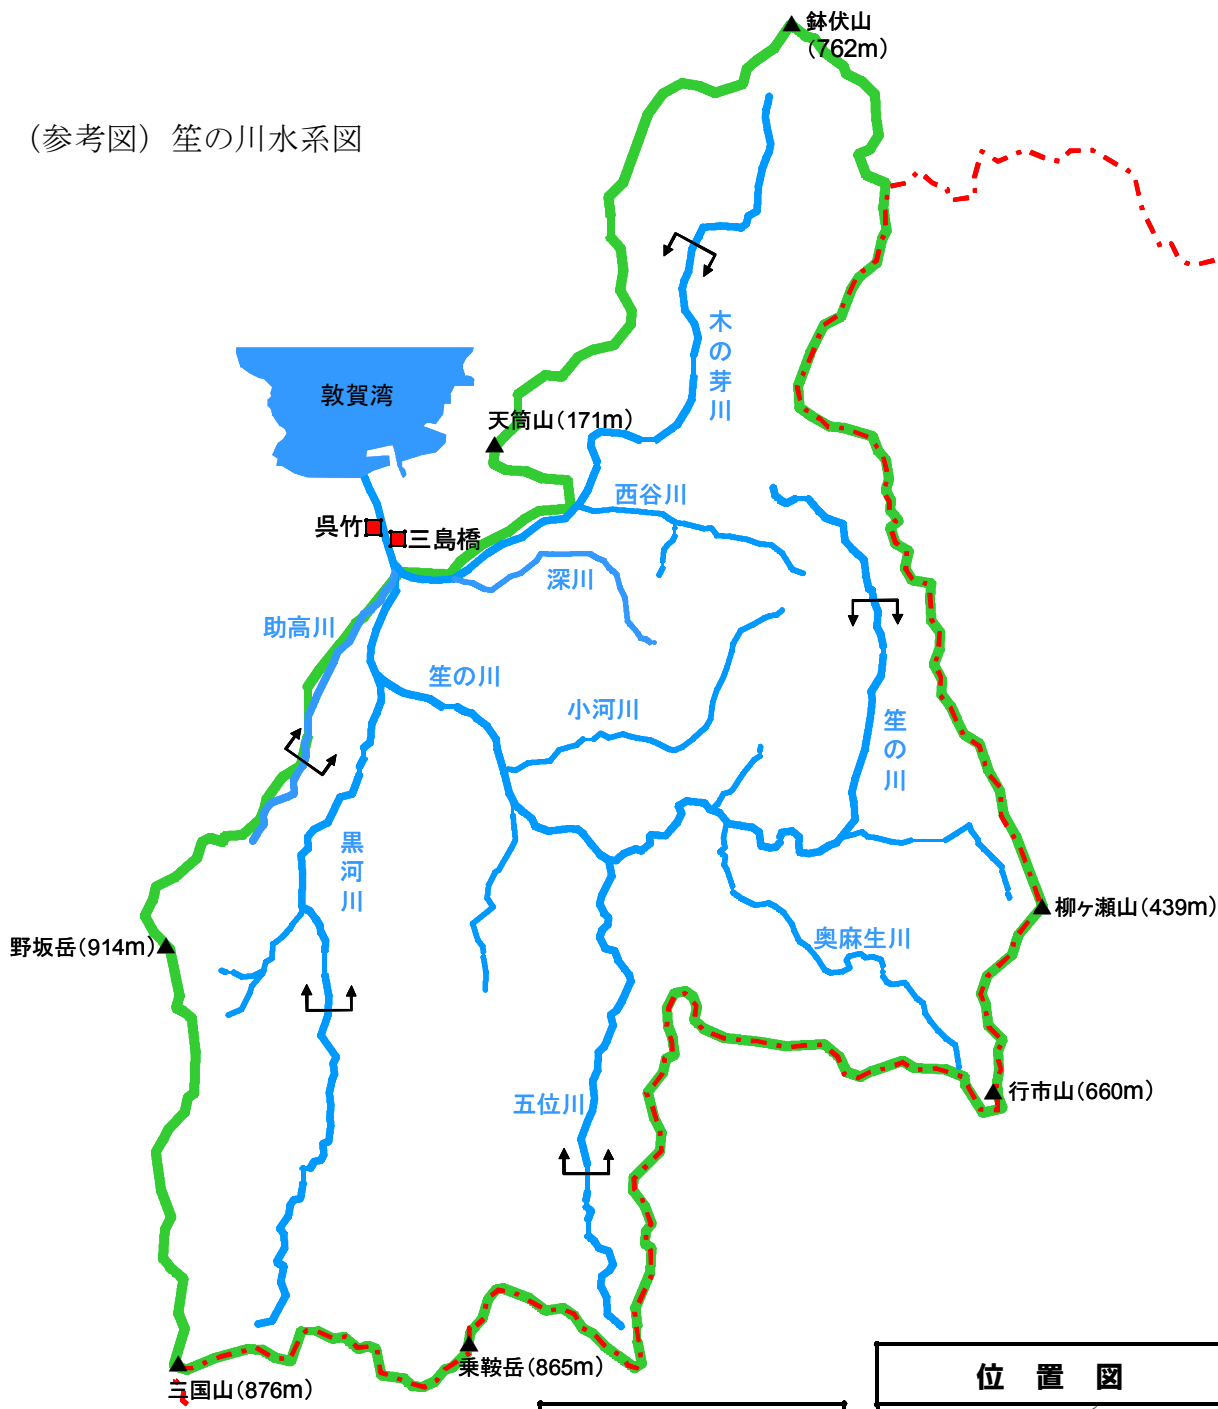 鉢伏山
(762m)
(参考図) 笙の川水系図
木の芽川
敦賀湾
天筒山(171m)
西谷川
呉竹
三島橋
深川
助高川
笙の川
小河川
笙の川
黒河川
柳ヶ瀬山(439m)
奥麻生川
野坂岳(914m)
行市山(660m)
五位川
乗鞍岳(865m)
三国山(876m)
位 置 図